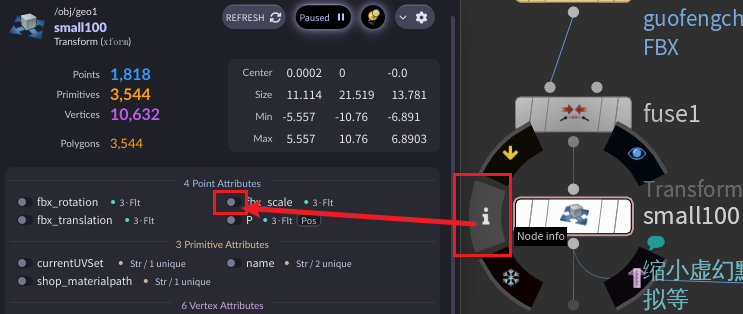 /obj/geo1
small100
Transform (xform)
REFRESH
Paused
Points 1,818
Primitives 3,544
Vertices 10,632
Polygons 3,544
Center 0.0002 0 -0.0
Size 11.114 21.519 13.781
Min -5.557 -10.76 -6.891
Max 5.557 10.76 6.8903
4 Point Attributes
fbx_rotation 3·Flt fbx_scale 3·Flt
fbx_translation 3·Flt P 3·Flt Pos
3 Primitive Attributes
currentUVSet Str / 1 unique name Str / 2 unique
shop_materialpath Str / 1 unique
6 Vertex Attributes
guofengch
FBX
fuse1
Transform
small100
i
Node info
缩小虚幻
拟等